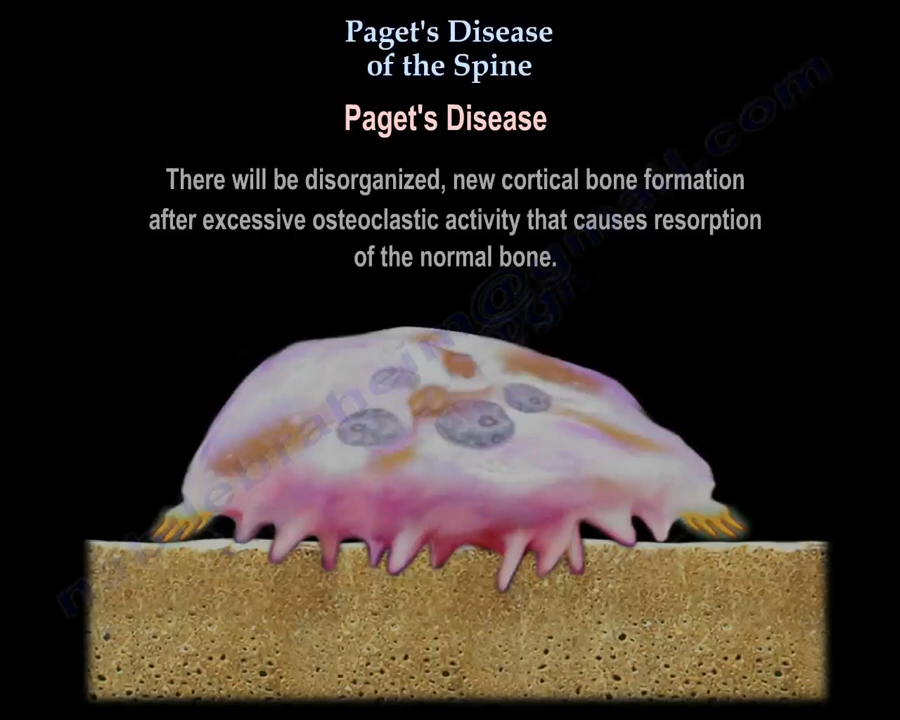 Paget's Disease
of the Spine
Paget's Disease
There will be disorganized, new cortical bone formation
after excessive osteoclastic activity that causes resorption
of the normal bone.